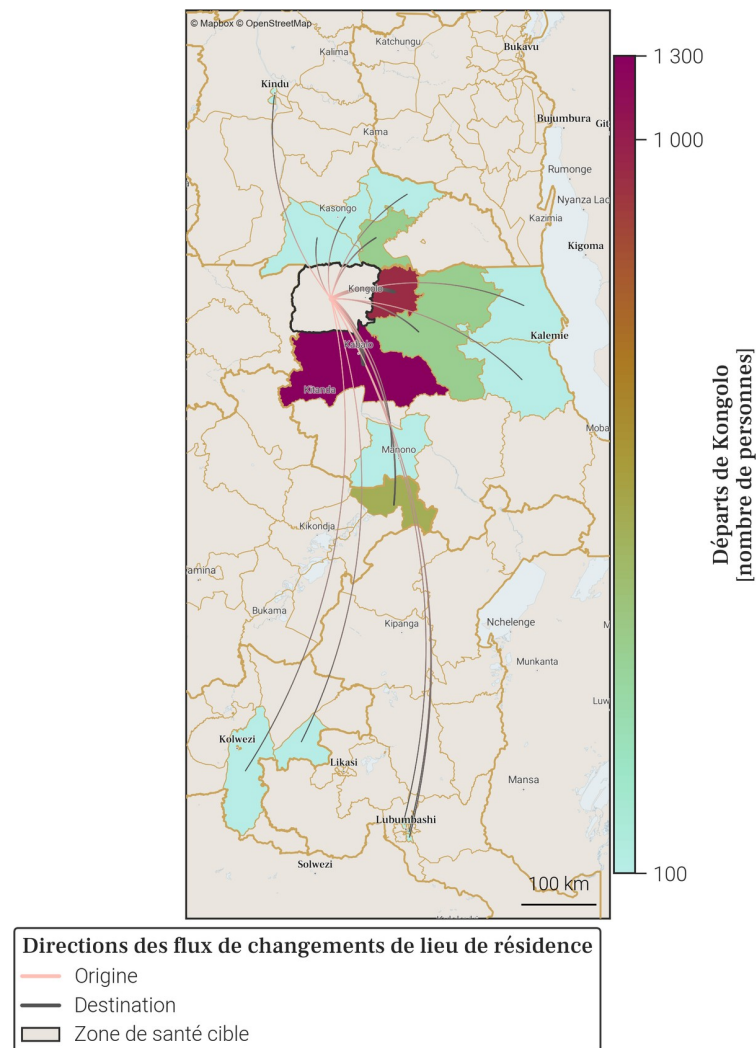 © Mapbox © OpenStreetMap
Katchungu
Kalima
Bukavu
Kindu
Bujumbura
Kama
Rumonge
Nyanza Lac
Kasongo
Kazimia
Kigoma
Kongolo
Kalemie
Kabalo
Kitanda
Moba
Manono
Kikondja
Bukama
Kipanga
Nchelenge
Munkanta
Kolwezi
Likasi
Mansa
Lubumbashi
Solwezi
100 km
1 300
1 000
100
Départs de Kongolo
[nombre de personnes]
Directions des flux de changements de lieu de résidence
Origine
Destination
Zone de santé cible